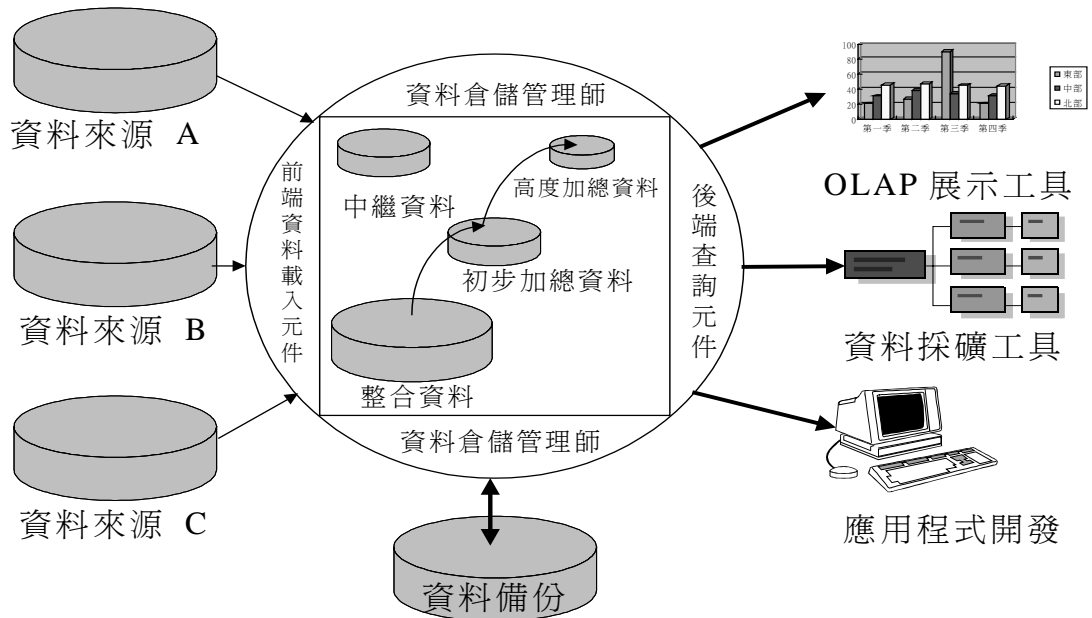 資料來源 A
資料來源 B
資料來源 C
資料倉儲管理師
前端資料載入元件
中繼資料
高度加總資料
初步加總資料
整合資料
後端查詢元件
資料倉儲管理師
資料備份
100
80
60
40
20
0
第一季 第二季 第三季 第四季
東部
中部
北部
OLAP 展示工具
資料採礦工具
應用程式開發